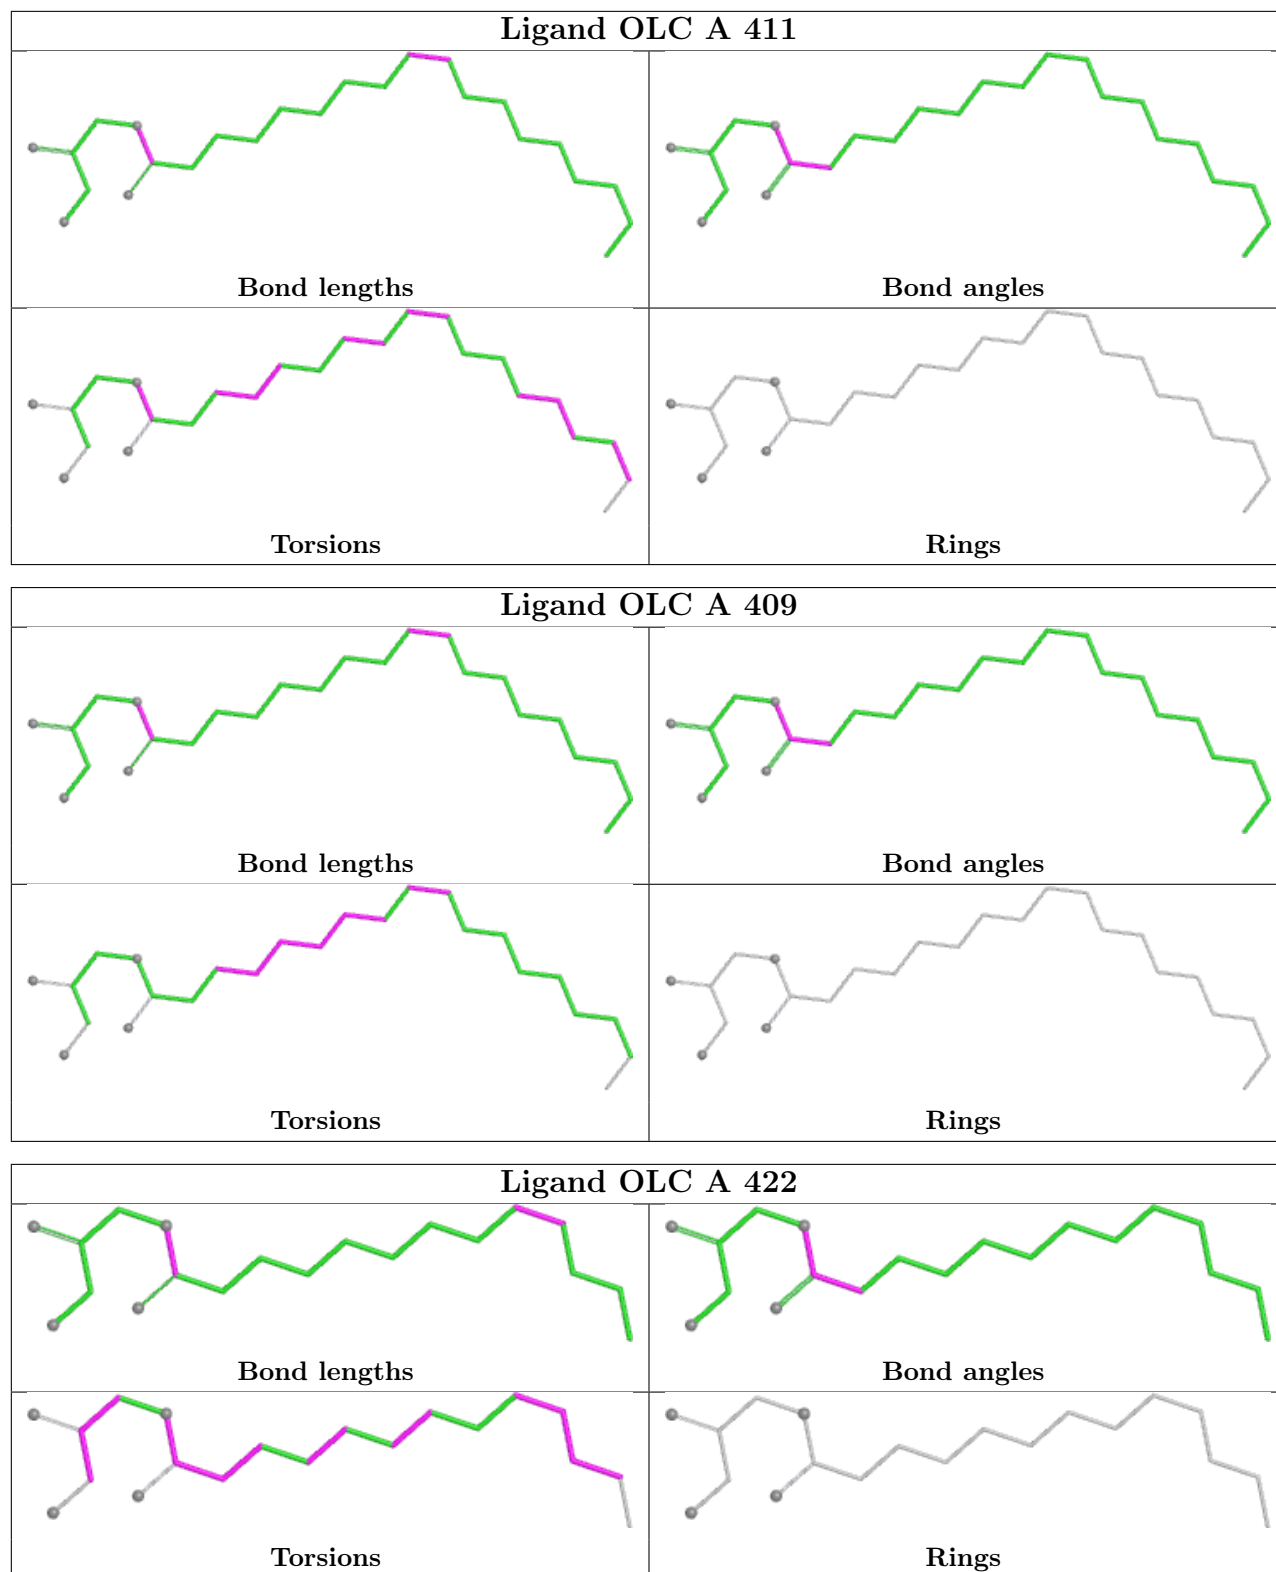 Ligand OLC A 411
Bond lengths
Bond angles
Torsions
Rings
Ligand OLC A 409
Bond lengths
Bond angles
Torsions
Rings
Ligand OLC A 422
Bond lengths
Bond angles
Torsions
Rings